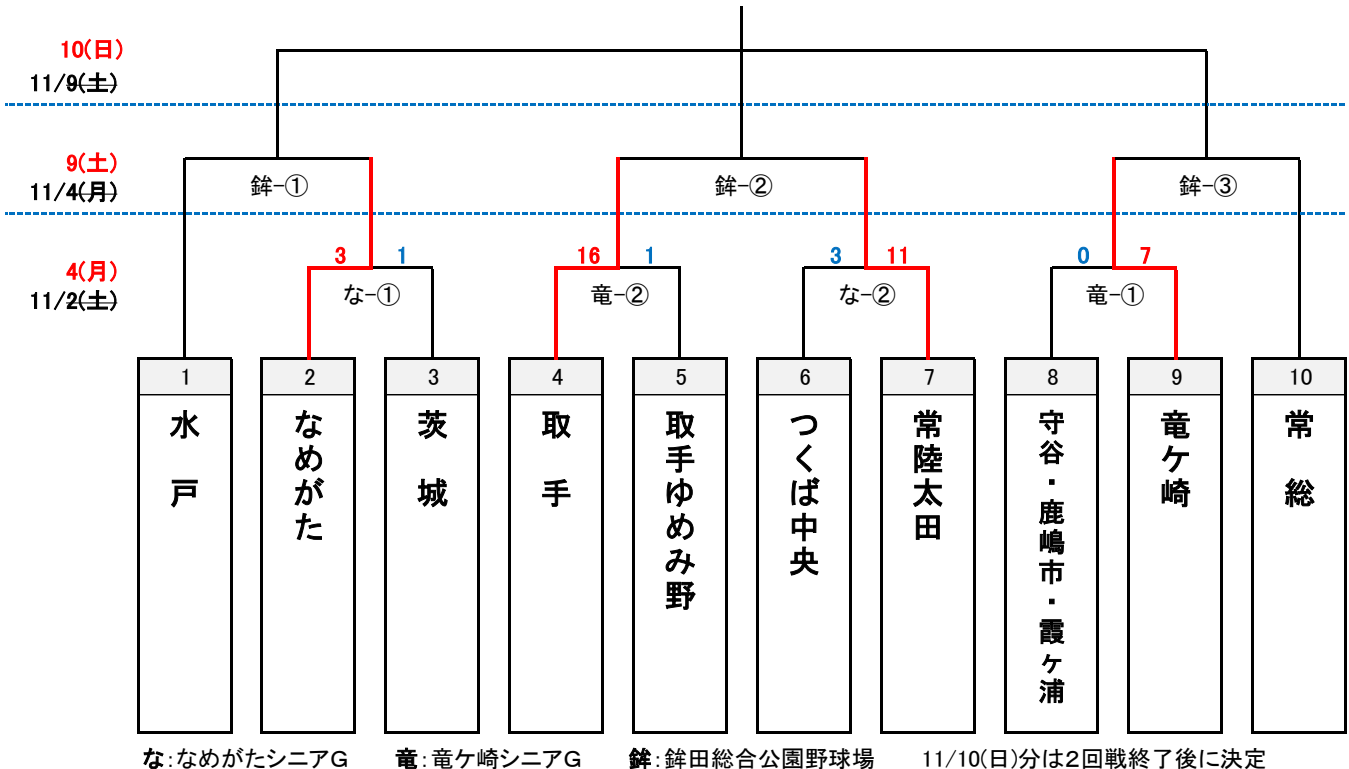 10(日)
11/9(土)
9(土)
11/4(月)
鉾-① 鉾-② 鉾-③
3 1 16 1 3 11 0 7
4(月)
11/2(土)
な-① 竜-② な-② 竜-①
1 2 3 4 5 6 7 8 9 10
水戸
なめがた
茨城
取手
取手ゆめみ野
つくば中央
常陸太田
守谷・鹿嶋市・霞ヶ浦
竜ケ崎
常総
な:なめがたシニアG 竜:竜ケ崎シニアG 鉾:鉾田総合公園野球場 11/10(日)分は2回戦終了後に決定